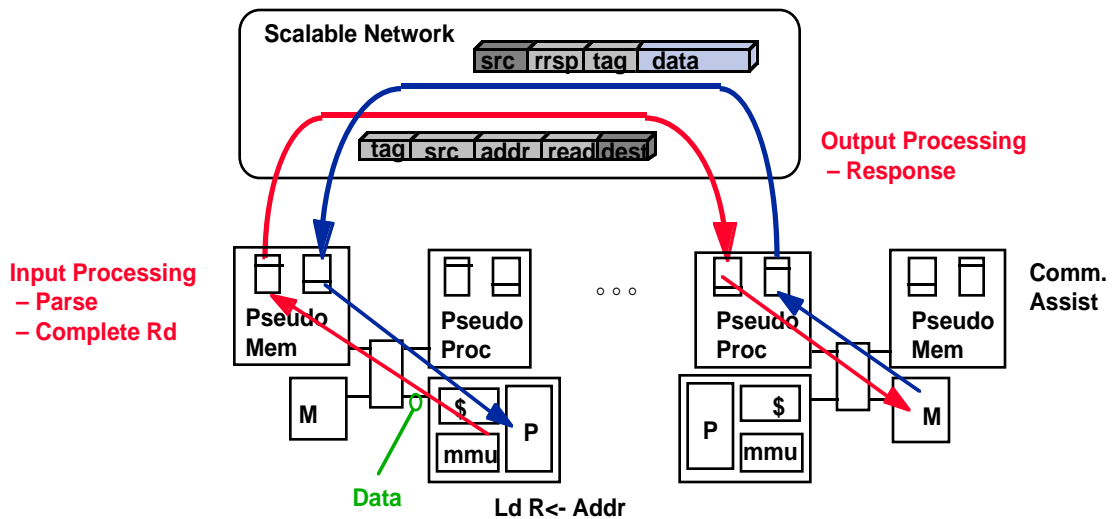 Scalable Network
src rrsp tag data
tag src addr read dest
Output Processing
– Response
Input Processing
– Parse
– Complete Rd
Pseudo
Mem
Pseudo
Proc
° ° °
Pseudo
Proc
Pseudo
Mem
Comm.
Assist
M
$
P
mmu
P
$
mmu
M
Data
Ld R<- Addr